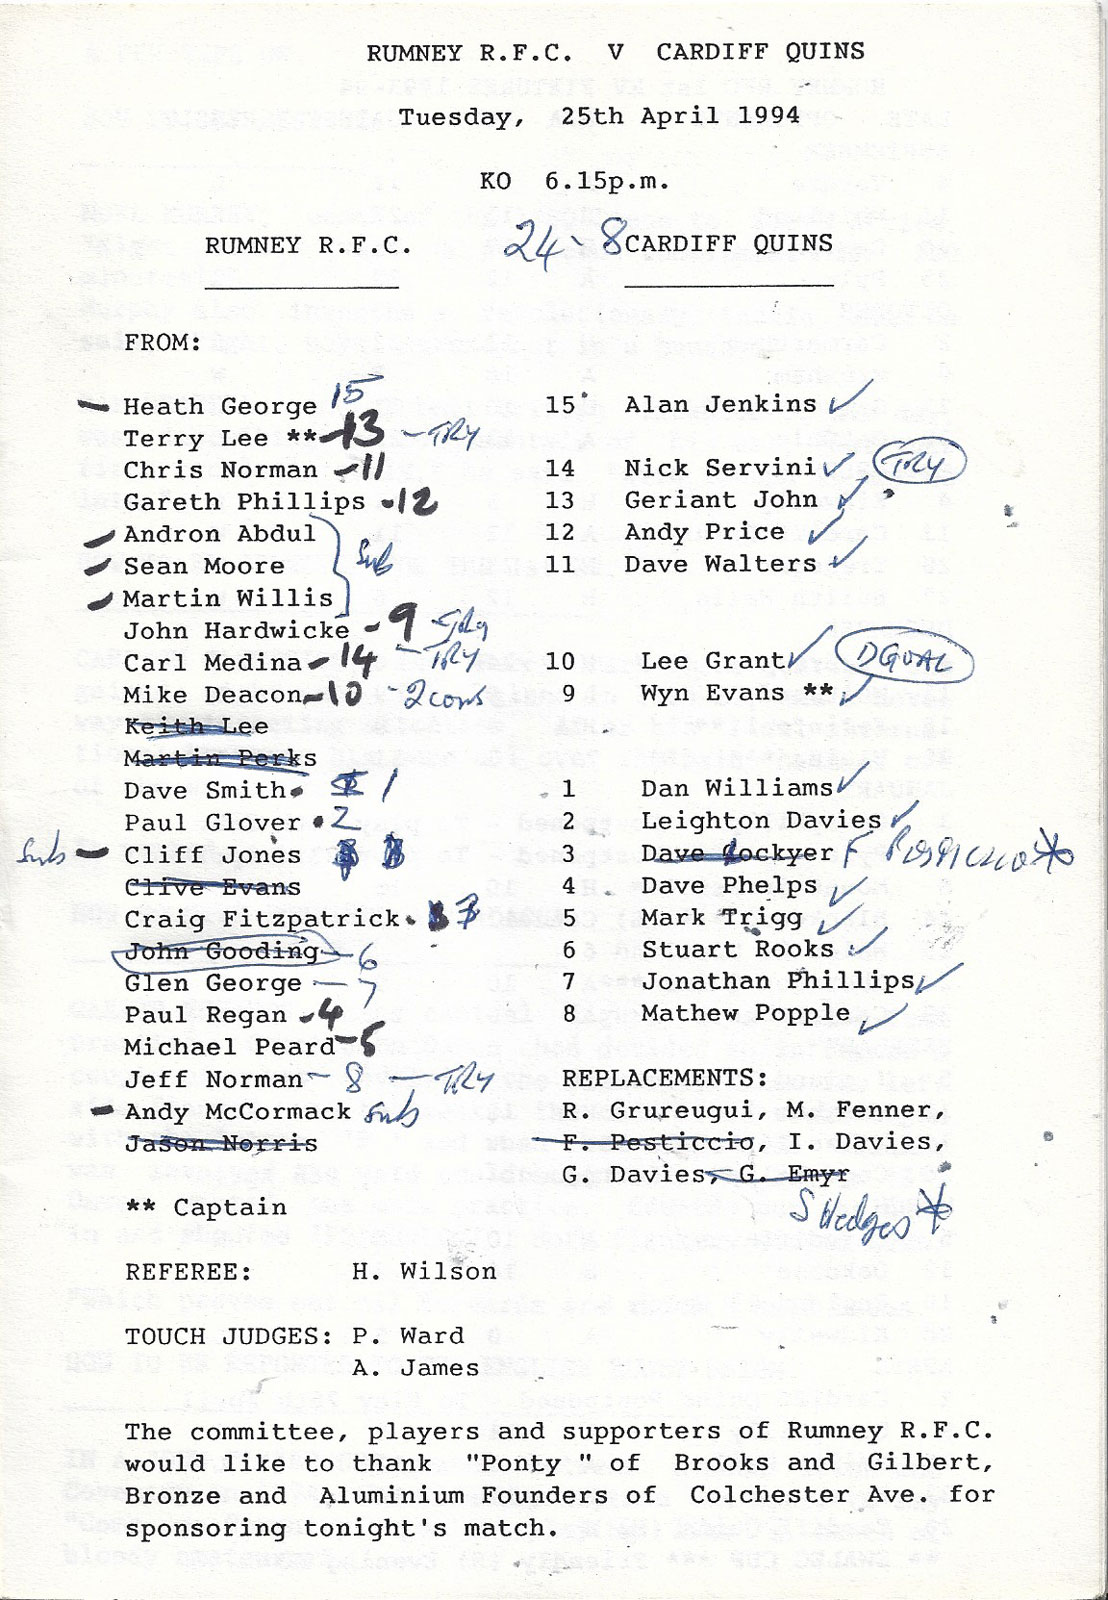 RUMNEY R.F.C. V CARDIFF QUINS
Tuesday, 25th April 1994
KO 6.15p.m.
RUMNEY R.F.C. 24-8 CARDIFF QUINS
FROM:
Heath George 15
15 Alan Jenkins
Terry Lee ** -13 - TRY
Chris Norman -11
14 Nick Servini TRY
Gareth Phillips -12
13 Geriant John
Andron Abdul
12 Andy Price
Sean Moore Sub
11 Dave Walters
Martin Willis
John Hardwicke - 9 - TRY
Carl Medina - 14 - TRY
10 Lee Grant DGOAL
Mike Deacon - 10 - 2 cons
9 Wyn Evans **
Keith Lee
Martin Perks
Dave Smith 1
1 Dan Williams
Paul Glover 2
2 Leighton Davies
Subs - Cliff Jones
3 Dave Lockyer F Pesticcio *
Clive Evans
4 Dave Phelps
Craig Fitzpatrick. 3
5 Mark Trigg
John Gooding - 6
6 Stuart Rooks
Glen George - 7
7 Jonathan Phillips
Paul Regan - 4
8 Mathew Popple
Michael Peard - 5
Jeff Norman - 8 - TRY
REPLACEMENTS:
Andy McCormack Sub
R. Grureugui, M. Fenner,
Jason Norris
F. Pesticcio, I. Davies,
G. Davies, G. Emyr
** Captain
S Hedges *
REFEREE: H. Wilson
TOUCH JUDGES: P. Ward
A. James
The committee, players and supporters of Rumney R.F.C.
would like to thank "Ponty " of Brooks and Gilbert,
Bronze and Aluminium Founders of Colchester Ave. for
sponsoring tonight's match.